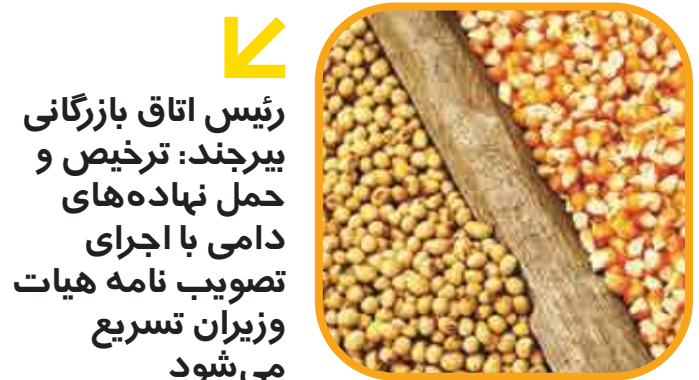 رئیس اتاق بازرگانی
بیرجند: ترخیص و
حمل نهاده‌های
دامی با اجرای
تصویب نامه هیات
وزیران تسریع
می‌شود